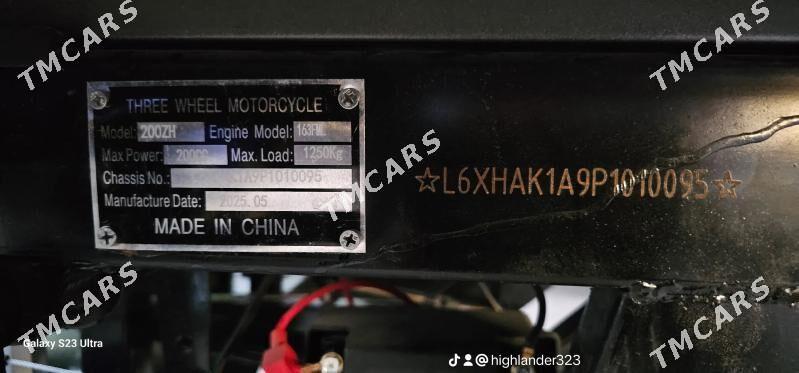 TMCARS
TMCARS
THREE WHEEL MOTORCYCLE
Model: 200ZH Engine Model: 163FML
Max Power: Max. Load: 1250Kg
Chassis No.: 1A9P1010095
Manufacture Date: 2025.05
MADE IN CHINA
☆L6XHAK1A9P1010095☆
TMCARS
TMCARS
TMCARS
Galaxy S23 Ultra
@highlander323